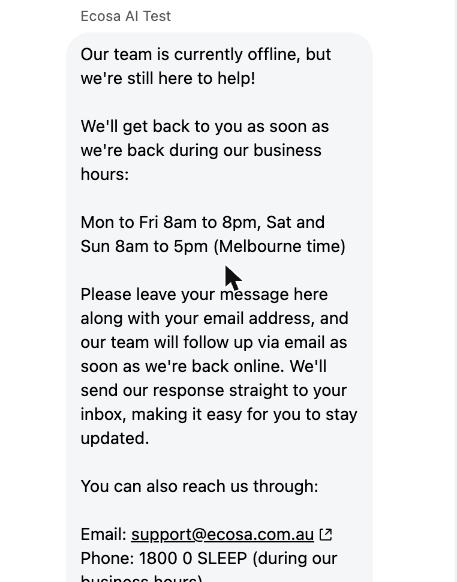 Ecosa AI Test
Our team is currently offline, but
we're still here to help!
We'll get back to you as soon as
we're back during our business
hours:
Mon to Fri 8am to 8pm, Sat and
Sun 8am to 5pm (Melbourne time)
Please leave your message here
along with your email address, and
our team will follow up via email as
soon as we're back online. We'll
send our response straight to your
inbox, making it easy for you to stay
updated.
You can also reach us through:
Email: support@ecosa.com.au
Phone: 1800 0 SLEEP (during our
business hours)